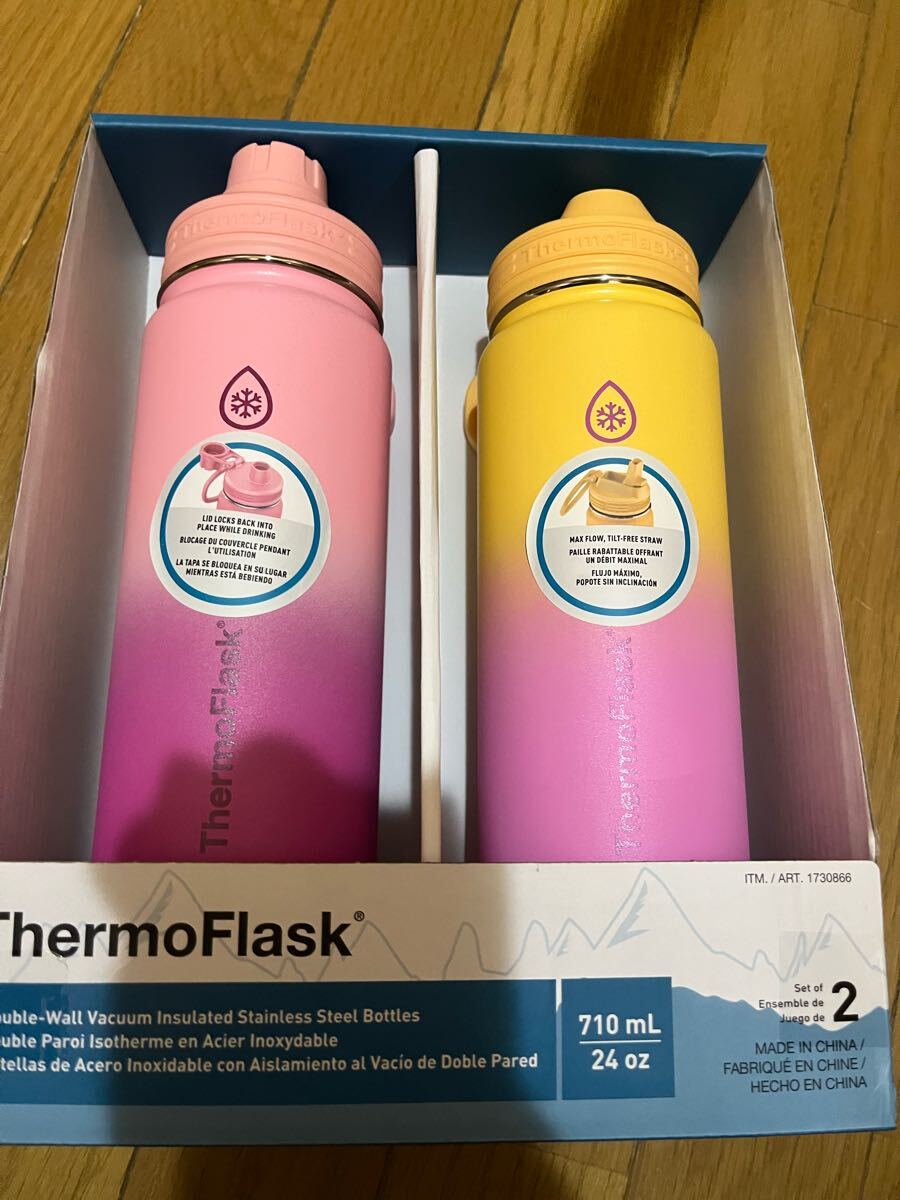 ThermoFlask®
ThermoFlask®
LID LOCKS BACK INTO
PLACE WHILE DRINKING
BLOCAGE DU COUVERCLE PENDANT
L'UTILISATION
LA TAPA SE BLOQUEA EN SU LUGAR
MIENTRAS ESTÁ BEBIENDO
MAX FLOW, TILT-FREE STRAW
PAILLE RABATTABLE OFFRANT
UN DÉBIT MAXIMAL
FLUJO MÁXIMO,
POPOTE SIN INCLINACIÓN
ThermoFlask®
ThermoFlask®
ITM. / ART. 1730866
ThermoFlask®
ouble-Wall Vacuum Insulated Stainless Steel Bottles
ouble Paroi Isotherme en Acier Inoxydable
tellas de Acero Inoxidable con Aislamiento al Vacío de Doble Pared
710 mL
24 oz
Set of
Ensemble de
Juego de
2
MADE IN CHINA /
FABRIQUÉ EN CHINE /
HECHO EN CHINA